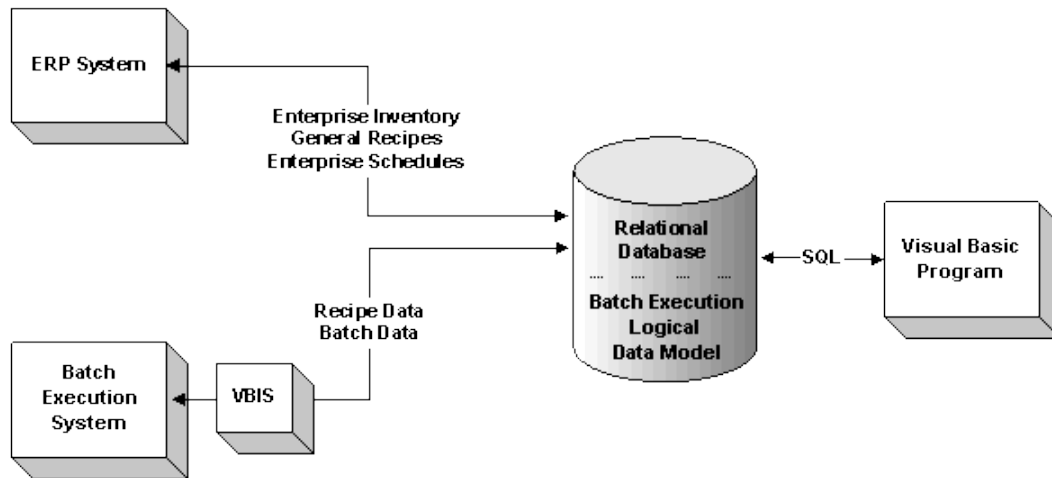 ERP System
Enterprise Inventory
General Recipes
Enterprise Schedules
Relational
Database
Batch Execution
Logical
Data Model
SQL
Visual Basic
Program
Recipe Data
Batch Data
Batch
Execution
System
VBIS